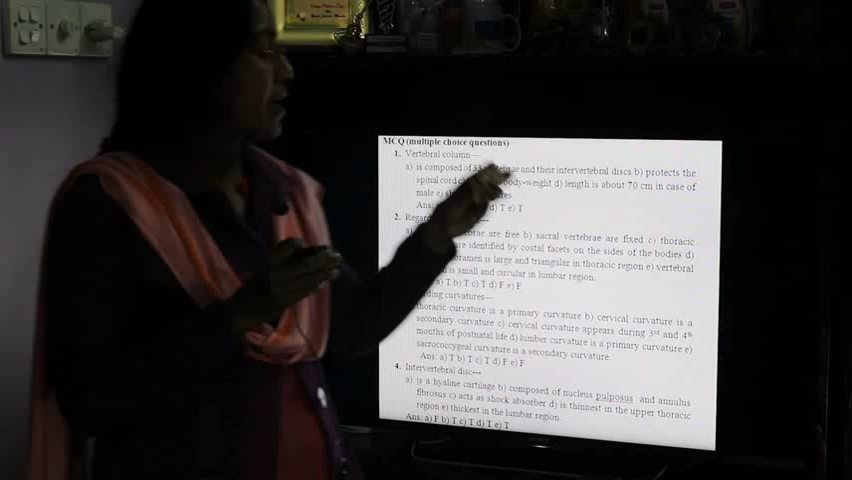 MCQ (multiple choice questions)
1. Vertebral column---
a) is composed of 33 and their intervertebral discs b) protects the
spinal cord body-weight d) length is about 70 cm in case of
male e)
Ans: d) T e) T
2.
are free b) sacral vertebrae are fixed c) thoracic
are identified by costal facets on the sides of the bodies d)
is large and triangular in thoracic region e) vertebral
is small and circular in lumbar region.
a) T b) T c) T d) F e) F
curvatures---
thoracic curvature is a primary curvature b) cervical curvature is a
secondary curvature c) cervical curvature appears during 3rd and 4th
months of postnatal life d) lumber curvature is a primary curvature e)
sacrococcygeal curvature is a secondary curvature.
Ans: a) T b) T c) T d) F e) F
4. Intervertebral disc---
a) is a hyaline cartilage b) composed of nucleus pulposus and annulus
fibrosus c) acts as shock absorber d) is thinnest in the upper thoracic
region e) thickest in the lumbar region.
Ans: a) F b) T c) T d) T e) T